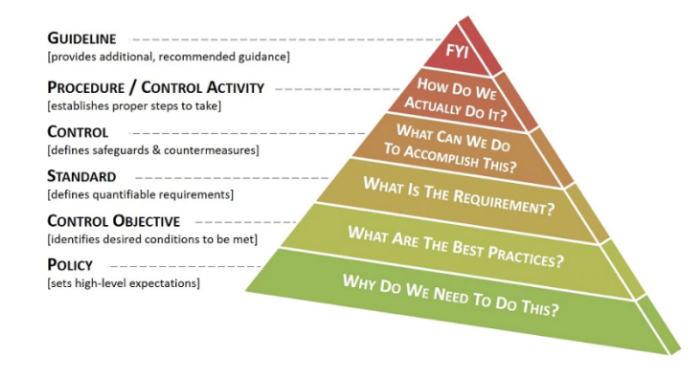 GUIDELINE
[provides additional, recommended guidance]
PROCEDURE / CONTROL ACTIVITY
[establishes proper steps to take]
CONTROL
[defines safeguards & countermeasures]
STANDARD
[defines quantifiable requirements]
CONTROL OBJECTIVE
[identifies desired conditions to be met]
POLICY
[sets high-level expectations]
FYI
HOW DO WE
ACTUALLY DO IT?
WHAT CAN WE DO
TO ACCOMPLISH THIS?
WHAT IS THE REQUIREMENT?
WHAT ARE THE BEST PRACTICES?
WHY DO WE NEED TO DO THIS?